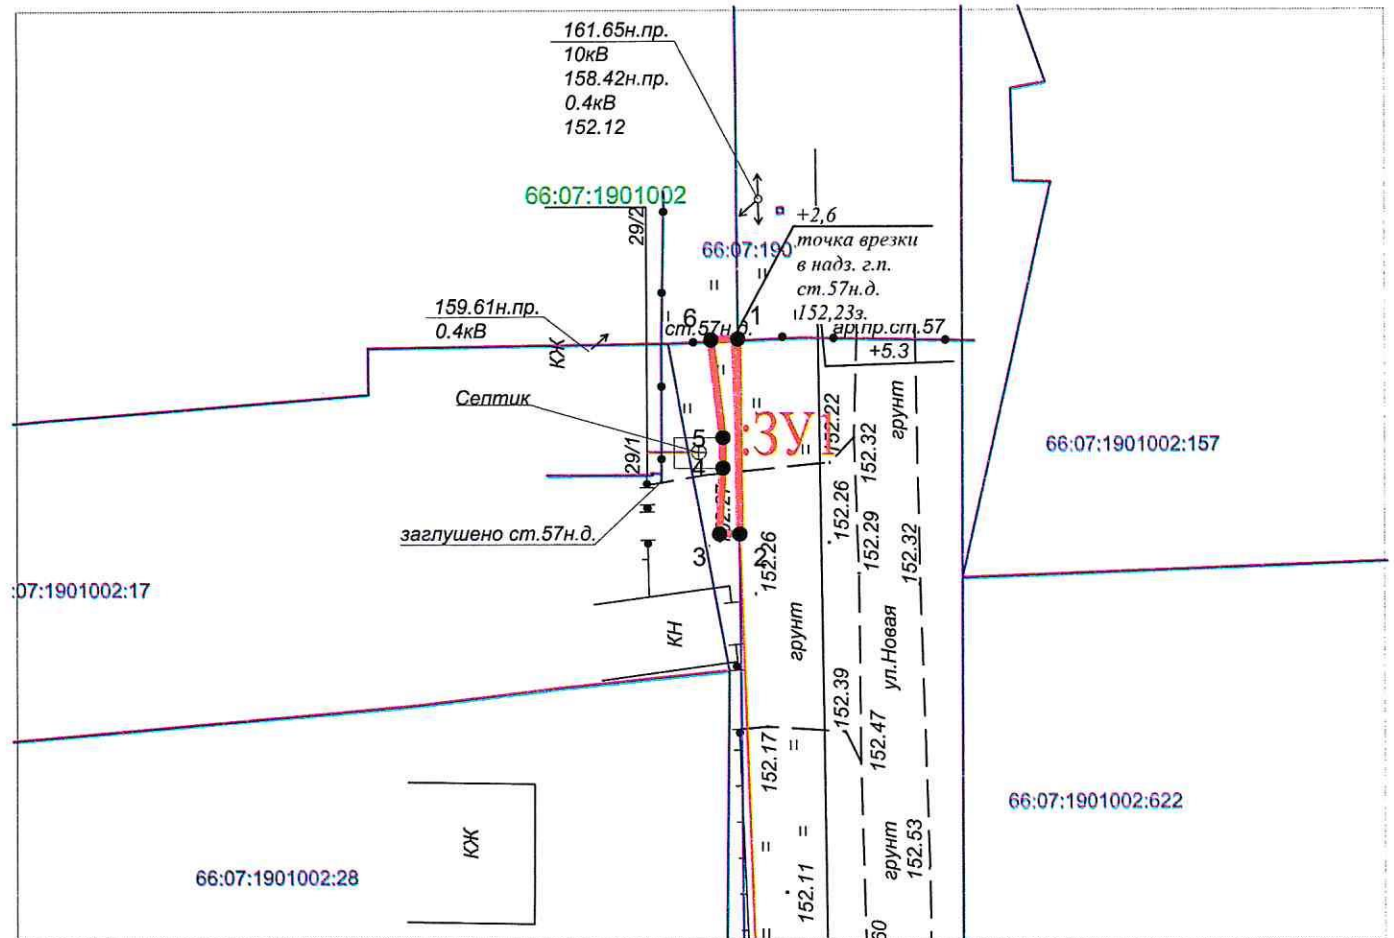 161.65н.пр.
10кВ
158.42н.пр.
0.4кВ
152.12
66:07:1901002
29/2
66:07:190
+2,6
точка врезки
в надз. г.п.
ст.57н.д.
152,23з.
159.61н.пр.
0.4кВ
КЖ
6
ст.57н.д.
1
ар.пр.ст.57
+5.3
Септик
29/1
5
4
:ЗУ1
152.22
152.32
грунт
66:07:1901002:157
заглушено ст.57н.д.
3
2
152.26
152.26
152.29
152.32
:07:1901002:17
КН
грунт
ул.Новая
152.39
152.47
152.17
66:07:1901002:622
КЖ
66:07:1901002:28
152.11
грунт
152.53
60